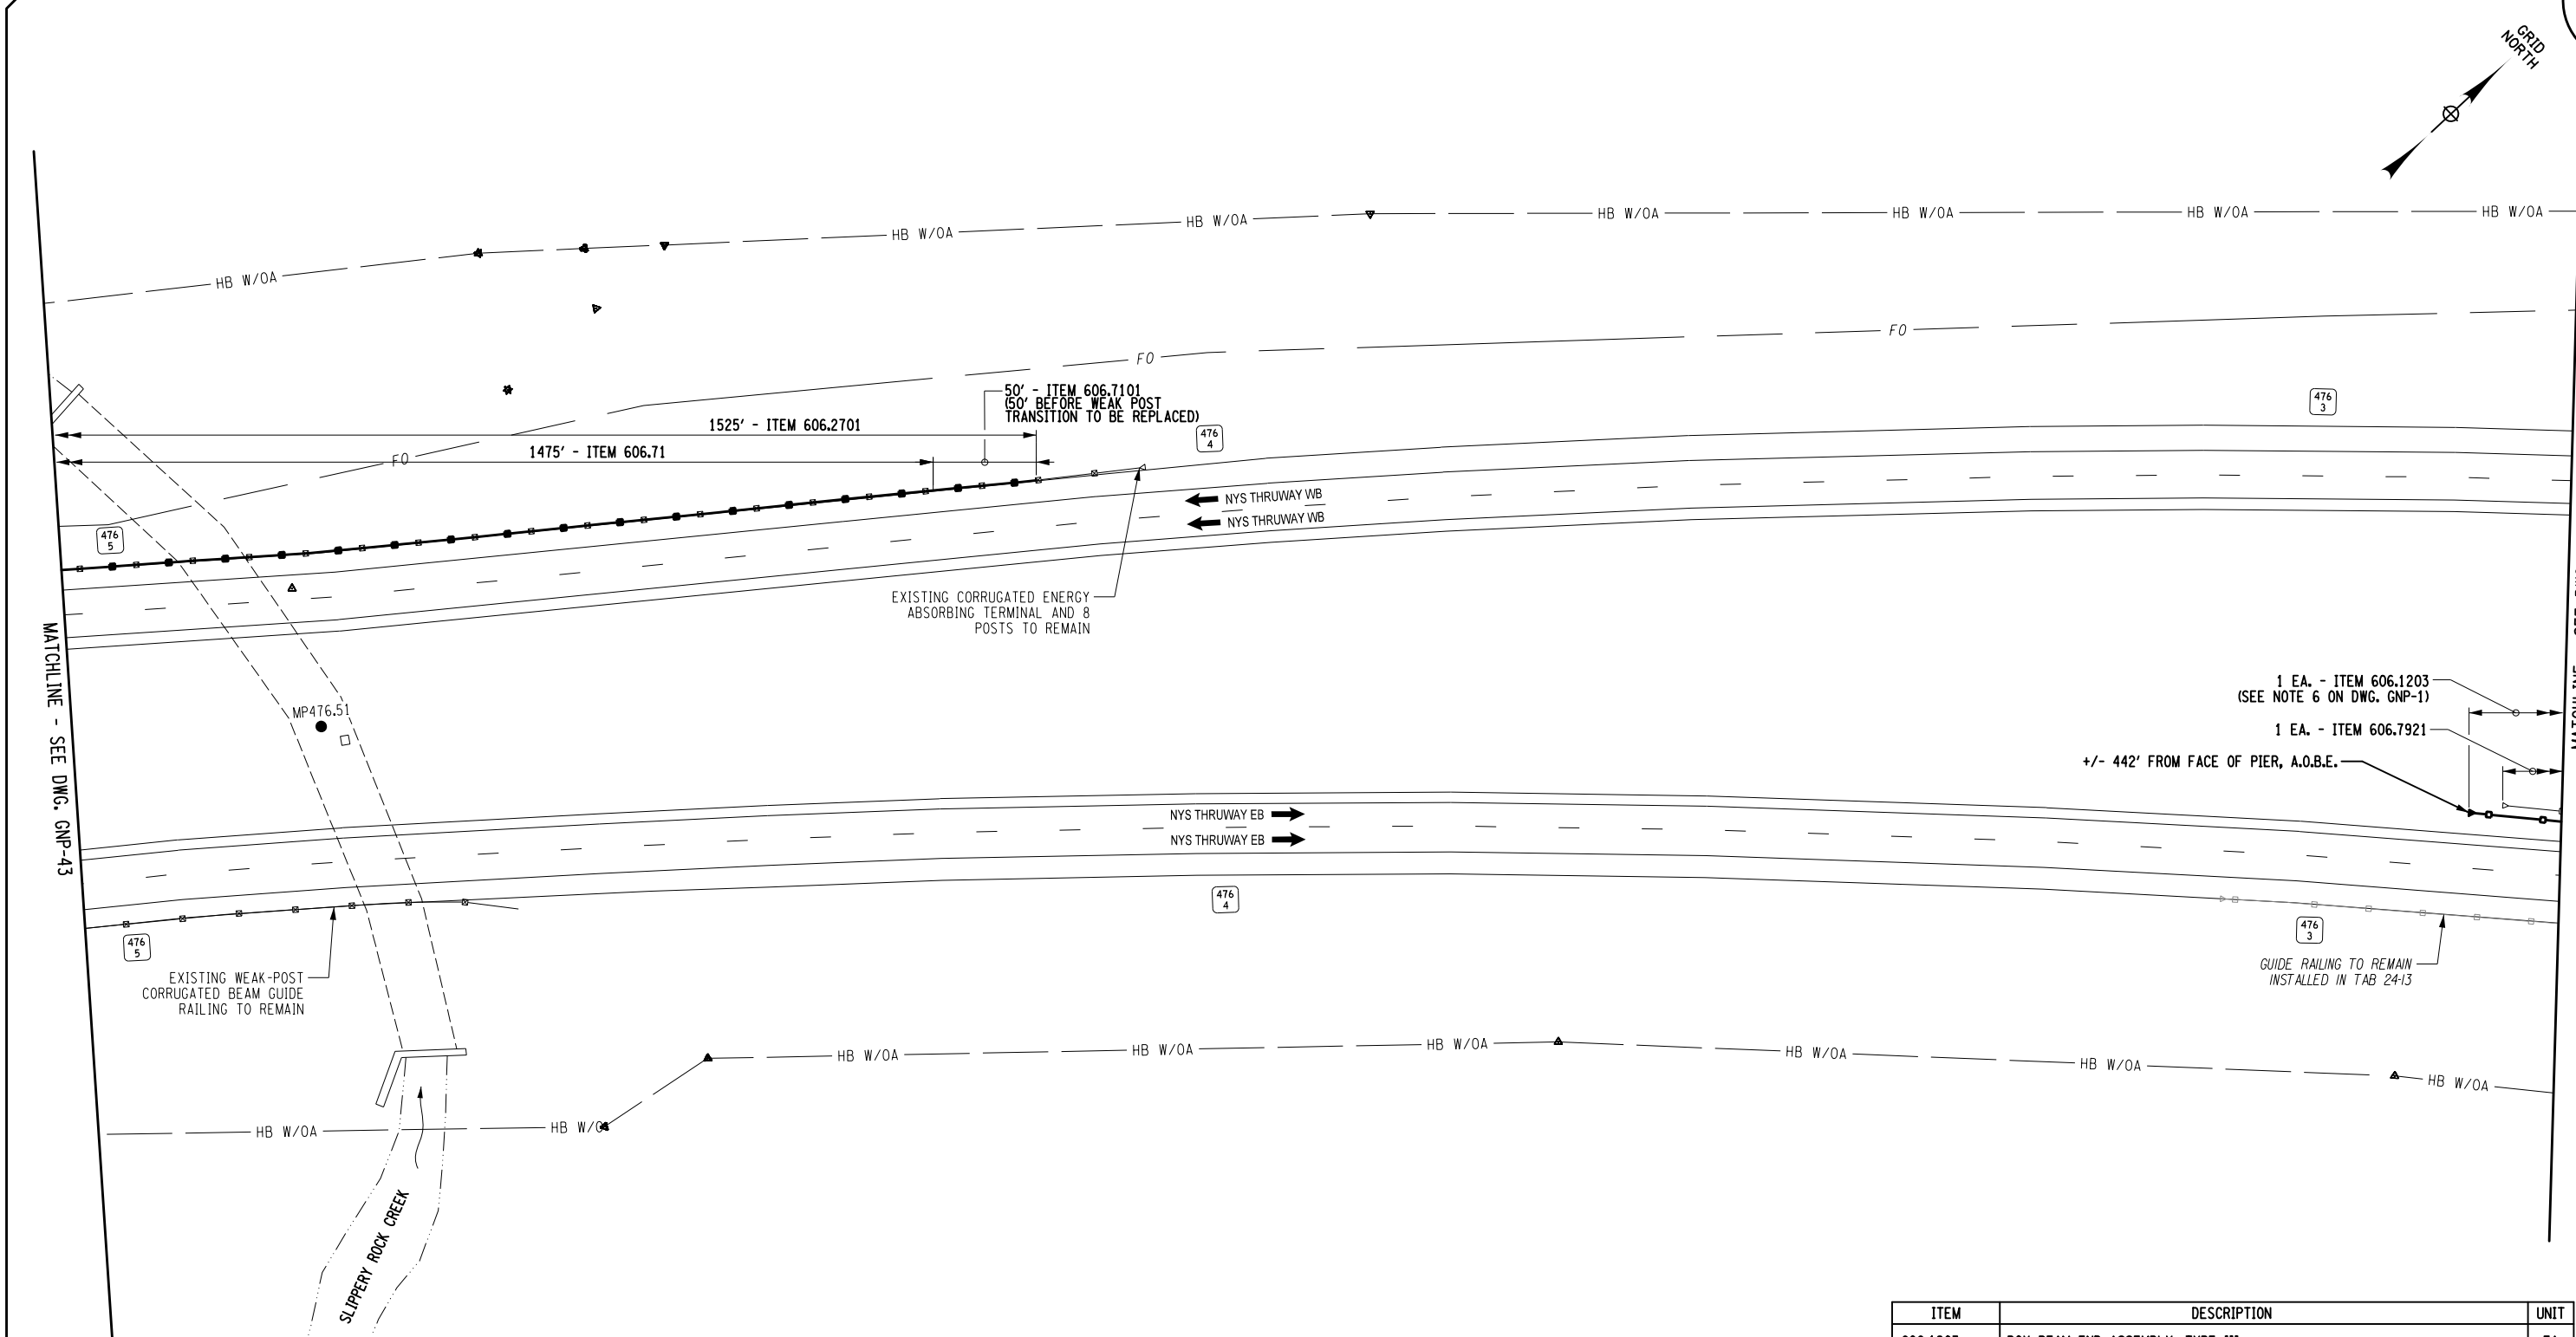 GRID
NORTH
HB W/OA
HB W/OA
HB W/OA
HB W/OA
HB W/OA
HB W/OA
HB W/OA
FO
FO
FO
50' - ITEM 606.7101
(50' BEFORE WEAK POST
TRANSITION TO BE REPLACED)
1525' - ITEM 606.2701
1475' - ITEM 606.71
476
3
476
4
476
5
NYS THRUWAY WB
NYS THRUWAY WB
EXISTING CORRUGATED ENERGY
ABSORBING TERMINAL AND 8
POSTS TO REMAIN
MATCHLINE - SEE DWG. GNP-43
MP476.51
1 EA. - ITEM 606.1203
(SEE NOTE 6 ON DWG. GNP-1)
1 EA. - ITEM 606.7921
+/- 442' FROM FACE OF PIER, A.O.B.E.
NYS THRUWAY EB
NYS THRUWAY EB
476
4
476
5
476
3
EXISTING WEAK-POST
CORRUGATED BEAM GUIDE
RAILING TO REMAIN
GUIDE RAILING TO REMAIN
INSTALLED IN TAB 24-13
HB W/OA
HB W/OA
HB W/OA
HB W/OA
HB W/OA
HB W/OA
HB W/OA
HB W/O
SLIPPERY ROCK CREEK
ITEM DESCRIPTION UNIT